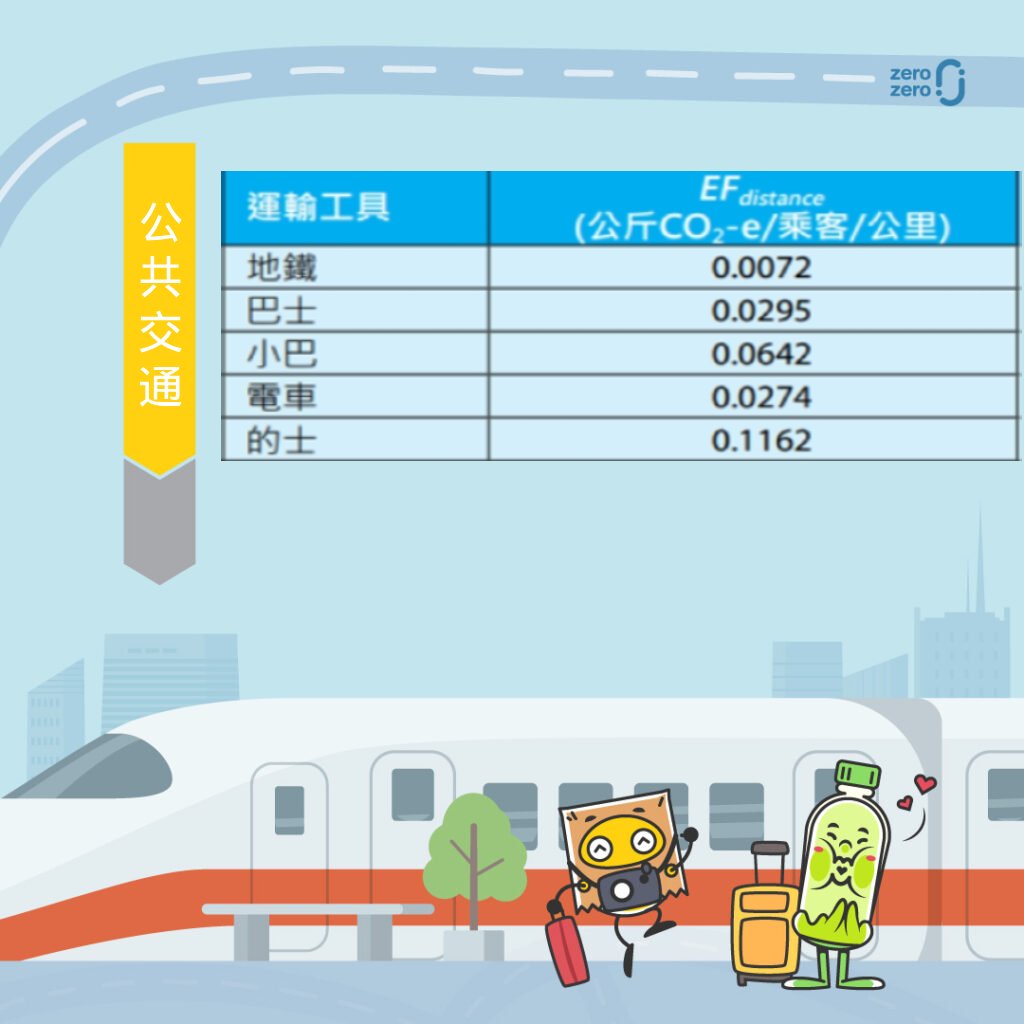 zero
zero
公共交通
運輸工具
EF distance
(公斤CO₂-e/乘客/公里)
地鐵 0.0072
巴士 0.0295
小巴 0.0642
電車 0.0274
的士 0.1162